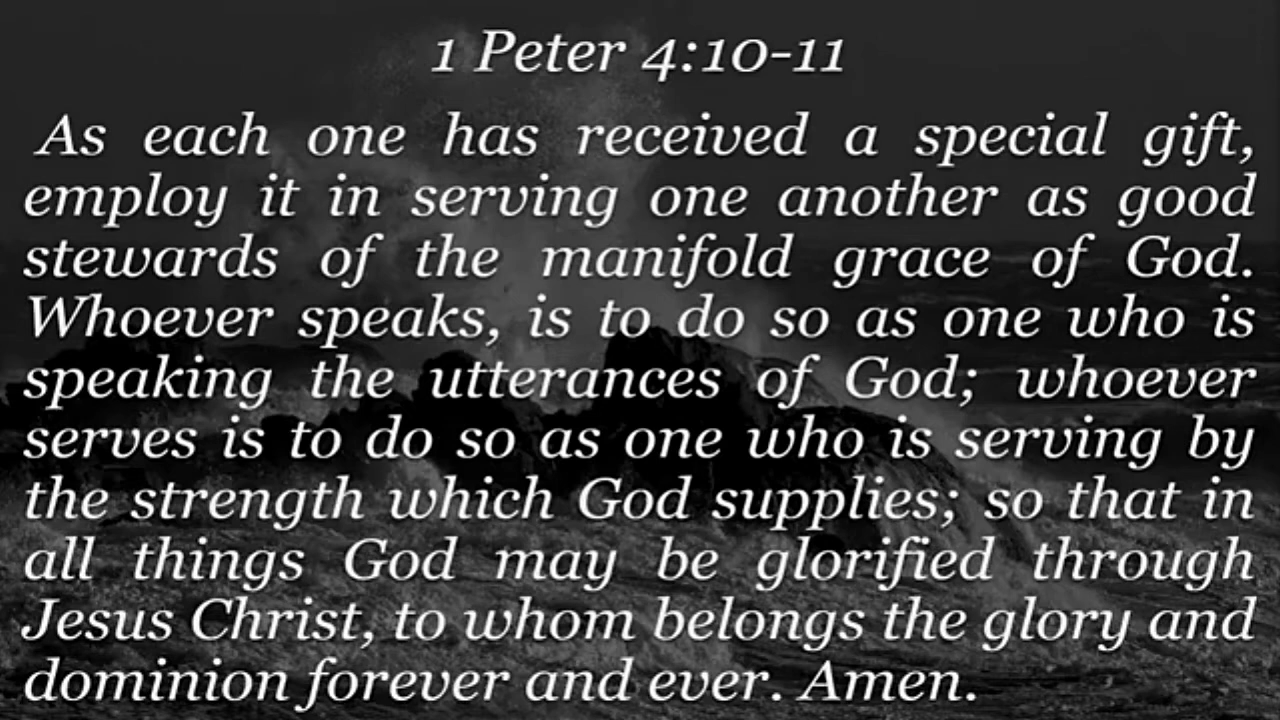 1 Peter 4:10-11
As each one has received a special gift,
employ it in serving one another as good
stewards of the manifold grace of God.
Whoever speaks, is to do so as one who is
speaking the utterances of God; whoever
serves is to do so as one who is serving by
the strength which God supplies; so that in
all things God may be glorified through
Jesus Christ, to whom belongs the glory and
dominion forever and ever. Amen.